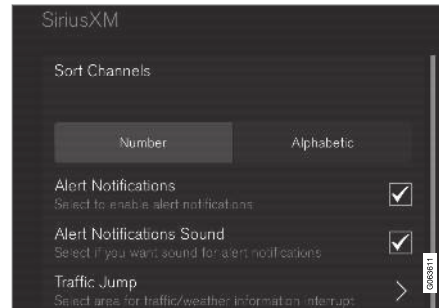 SiriusXM
Sort Channels
Number Alphabetic
Alert Notifications
Select to enable alert notifications
Alert Notifications Sound
Select if you want sound for alert notifications
Traffic Jump
Select area for traffic/weather information interrupt
G063611